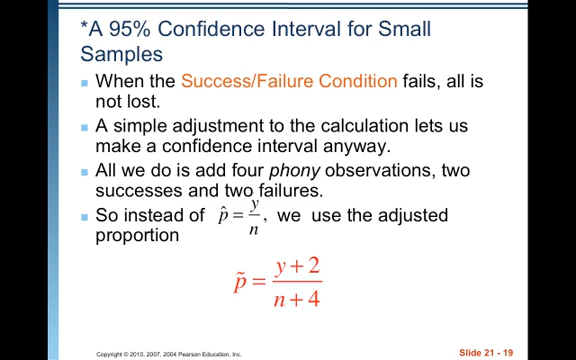 *A 95% Confidence Interval for Small
Samples
When the Success/Failure Condition fails, all is
not lost.
A simple adjustment to the calculation lets us
make a confidence interval anyway.
All we do is add four phony observations, two
successes and two failures.
So instead of p̂ = y/n, we use the adjusted
proportion
p̃ = (y + 2)/(n + 4)
Copyright © 2010, 2007, 2004 Pearson Education, Inc.
Slide 21 - 19